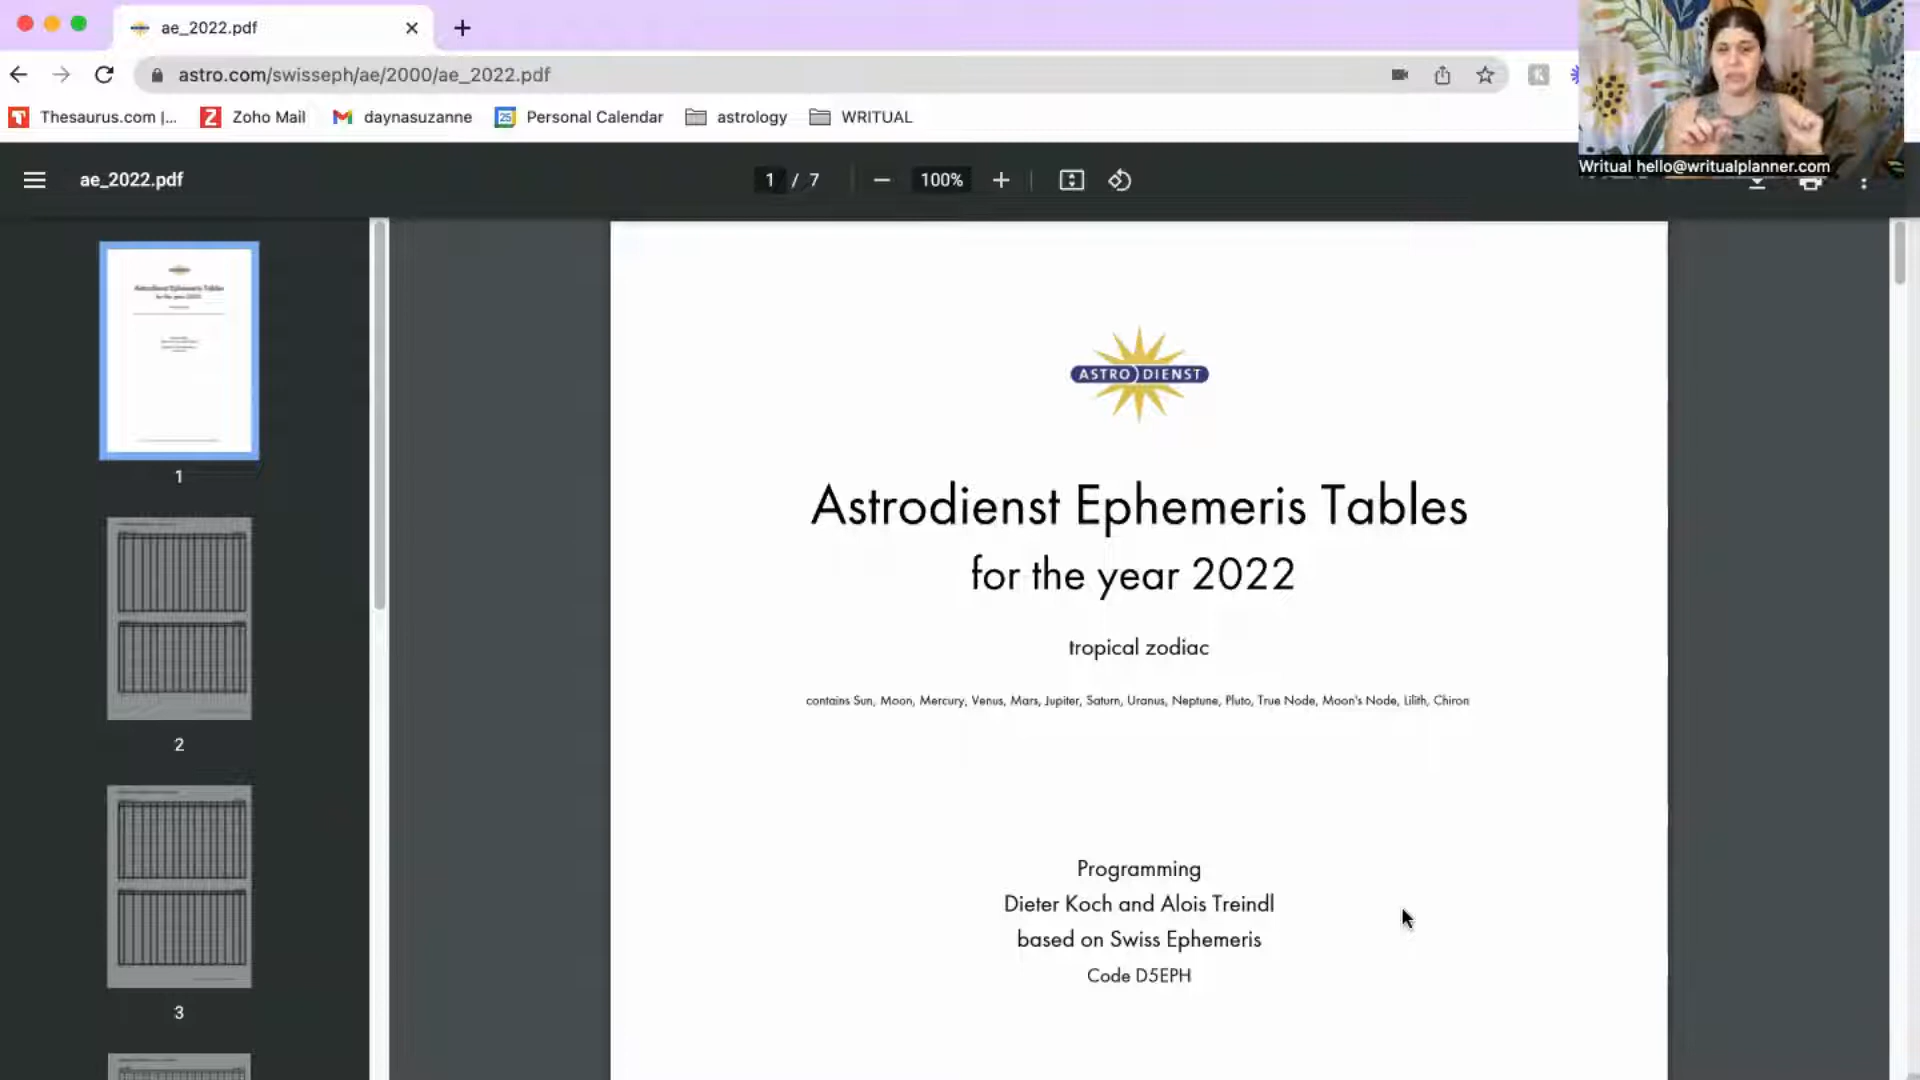 ae_2022.pdf
astro.com/swisseph/ae/2000/ae_2022.pdf
Thesaurus.com |...
Zoho Mail
daynasuzanne
25
Personal Calendar
astrology
WRITUAL
Writual hello@writualplanner.com
ae_2022.pdf
1 / 7
100%
1
2
3
ASTRO DIENST
Astrodienst Ephemeris Tables
for the year 2022
tropical zodiac
contains Sun, Moon, Mercury, Venus, Mars, Jupiter, Saturn, Uranus, Neptune, Pluto, True Node, Moon's Node, Lilith, Chiron
Programming
Dieter Koch and Alois Treindl
based on Swiss Ephemeris
Code D5EPH